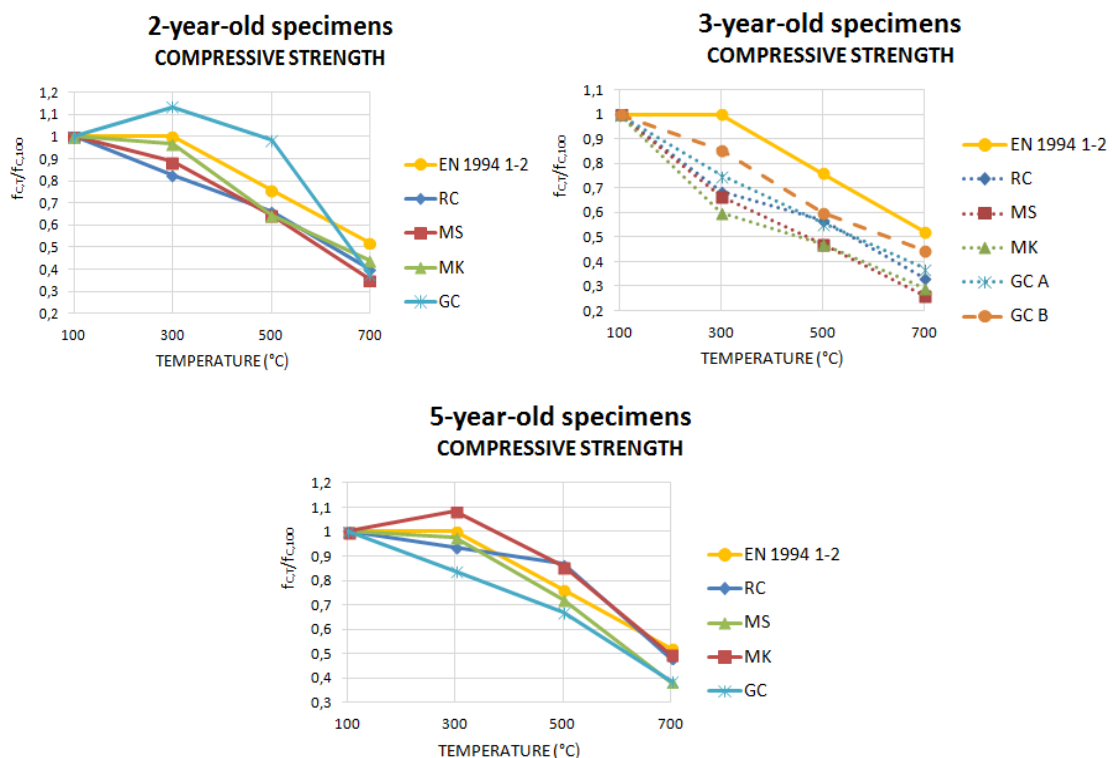 2-year-old specimens
COMPRESSIVE STRENGTH
1,2
1,1
1
0,9
0,8
0,7
0,6
0,5
0,4
0,3
0,2
fC,T/fC,100
100 300 500 700
TEMPERATURE (°C)
EN 1994 1-2
RC
MS
MK
GC
3-year-old specimens
COMPRESSIVE STRENGTH
1,1
1
0,9
0,8
0,7
0,6
0,5
0,4
0,3
0,2
fC,T/fC,100
100 300 500 700
TEMPERATURE (°C)
EN 1994 1-2
RC
MS
MK
GC A
GC B
5-year-old specimens
COMPRESSIVE STRENGTH
1,2
1,1
1
0,9
0,8
0,7
0,6
0,5
0,4
0,3
fC,T/fC,100
100 300 500 700
TEMPERATURE (°C)
EN 1994 1-2
RC
MS
MK
GC